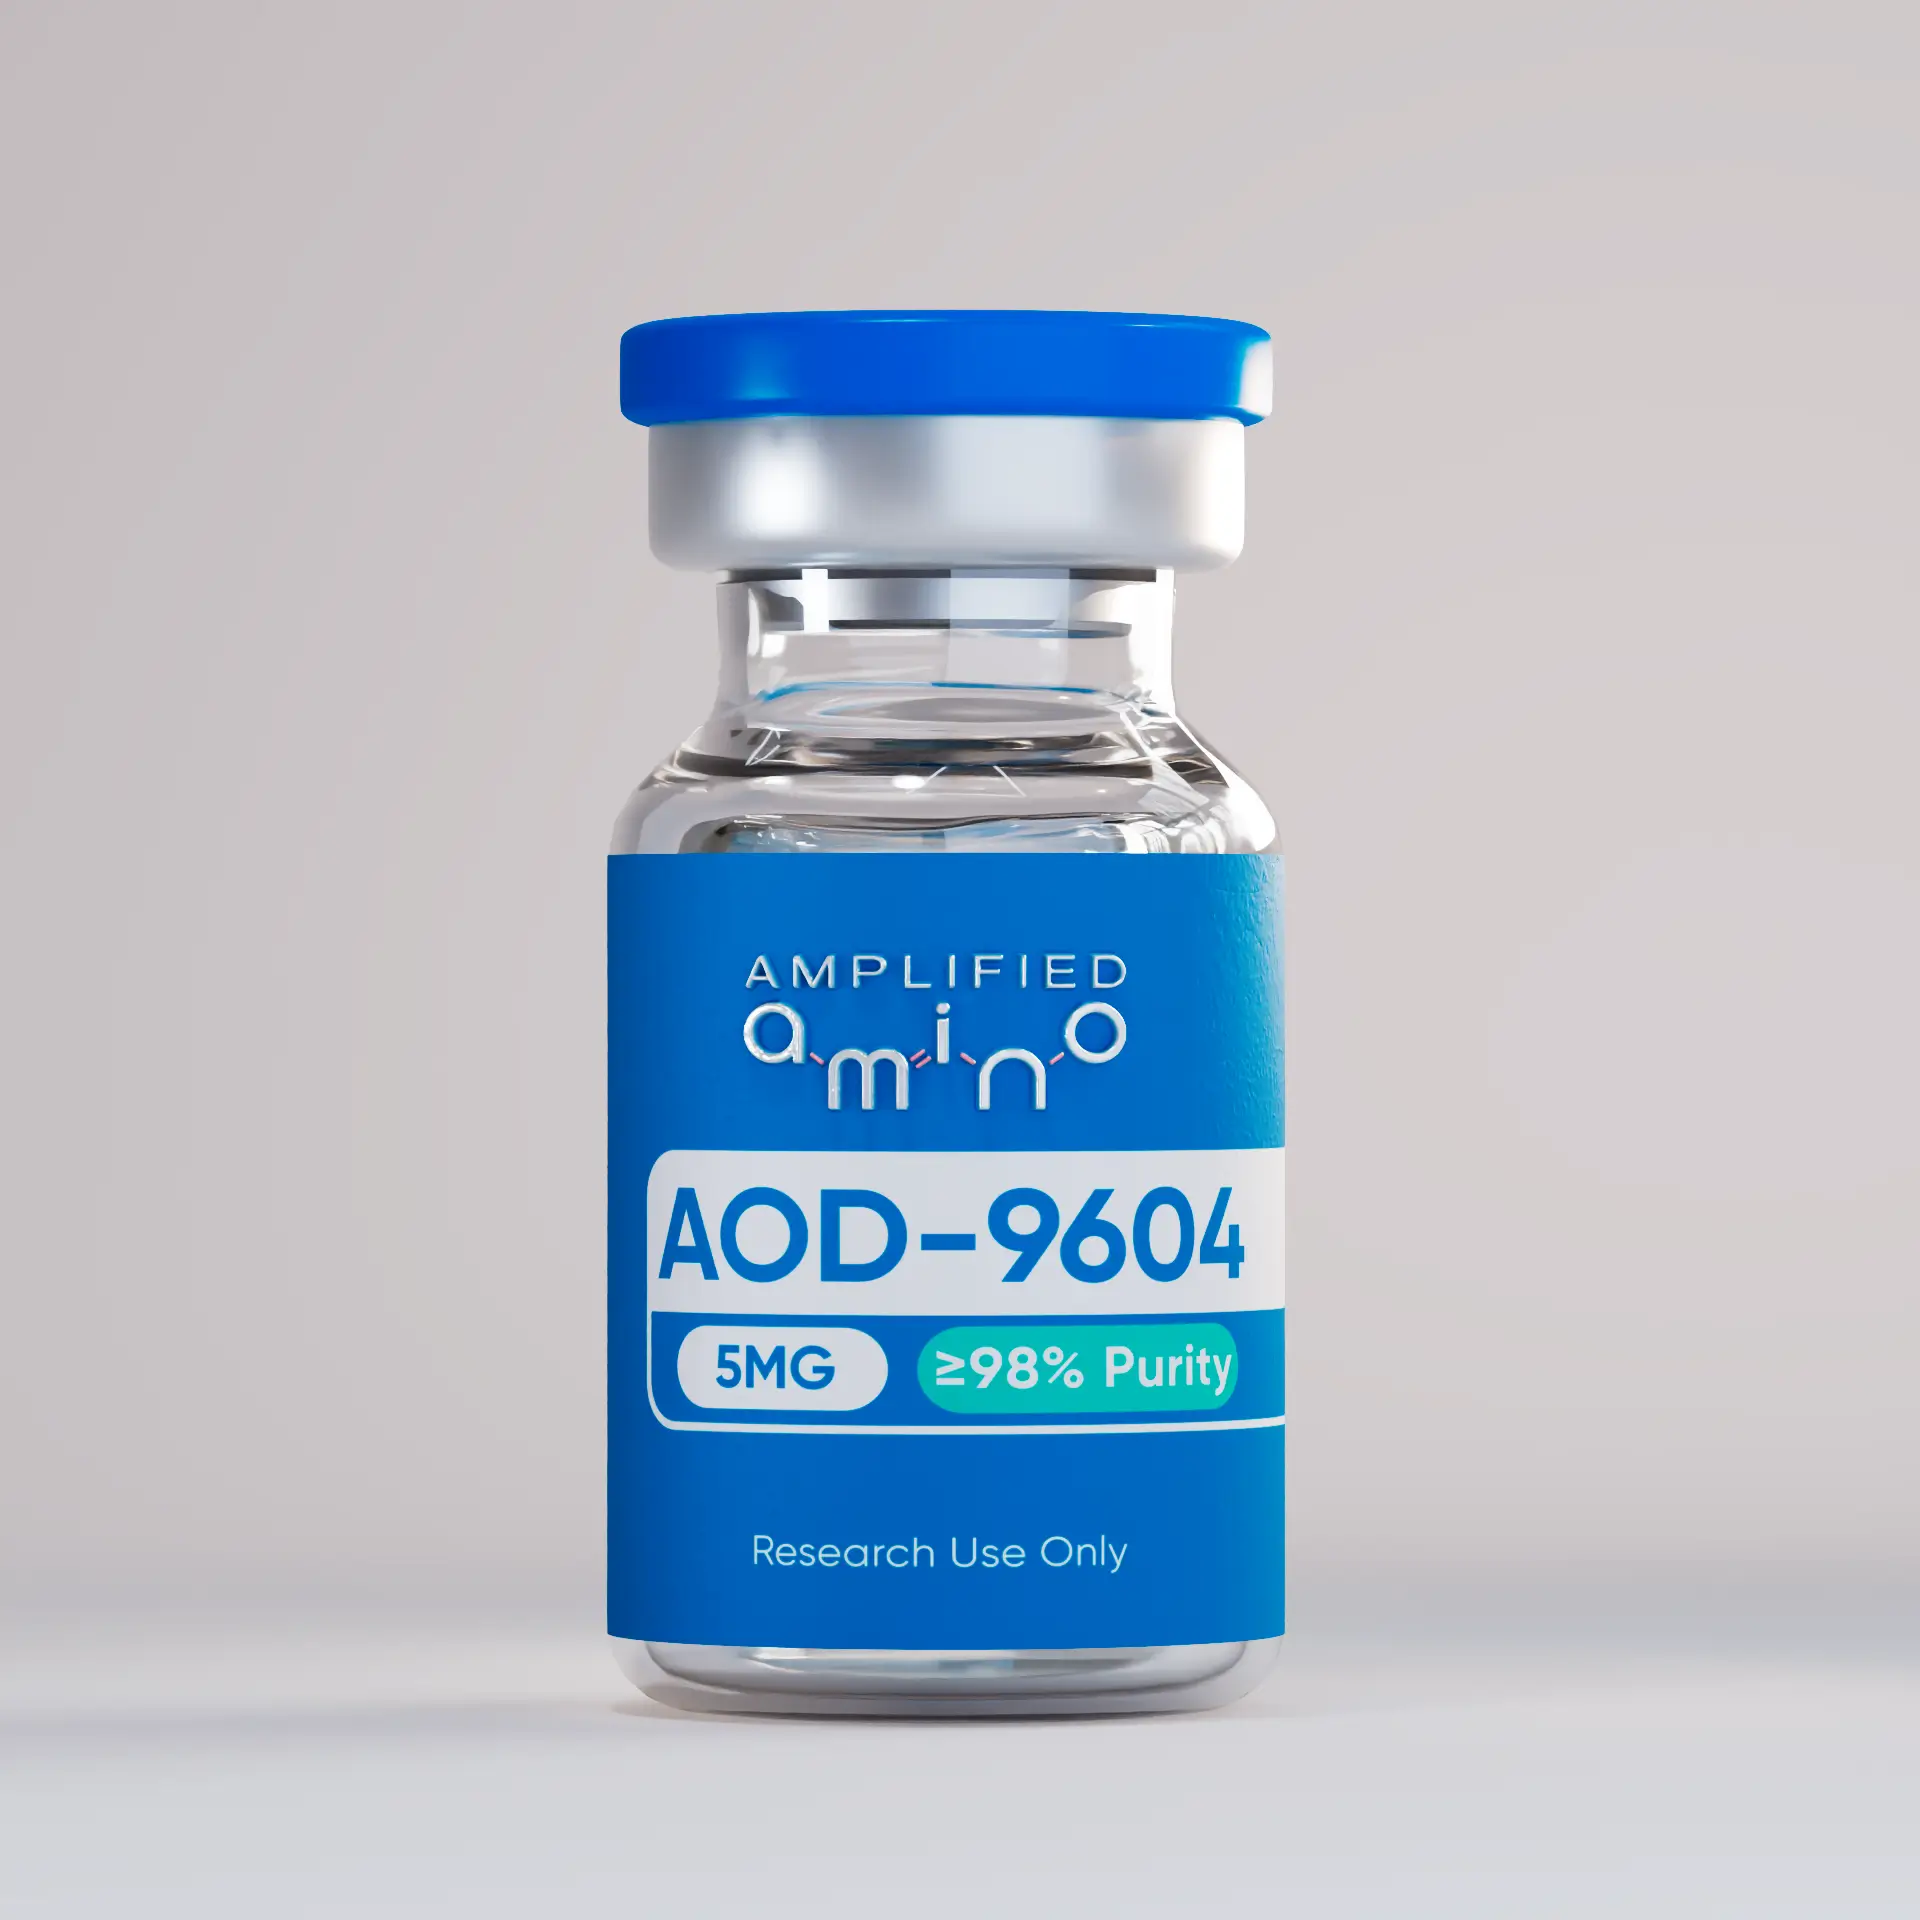 AMPLIFIED
amino
AOD-9604
5MG ≥98% Purity
Research Use Only